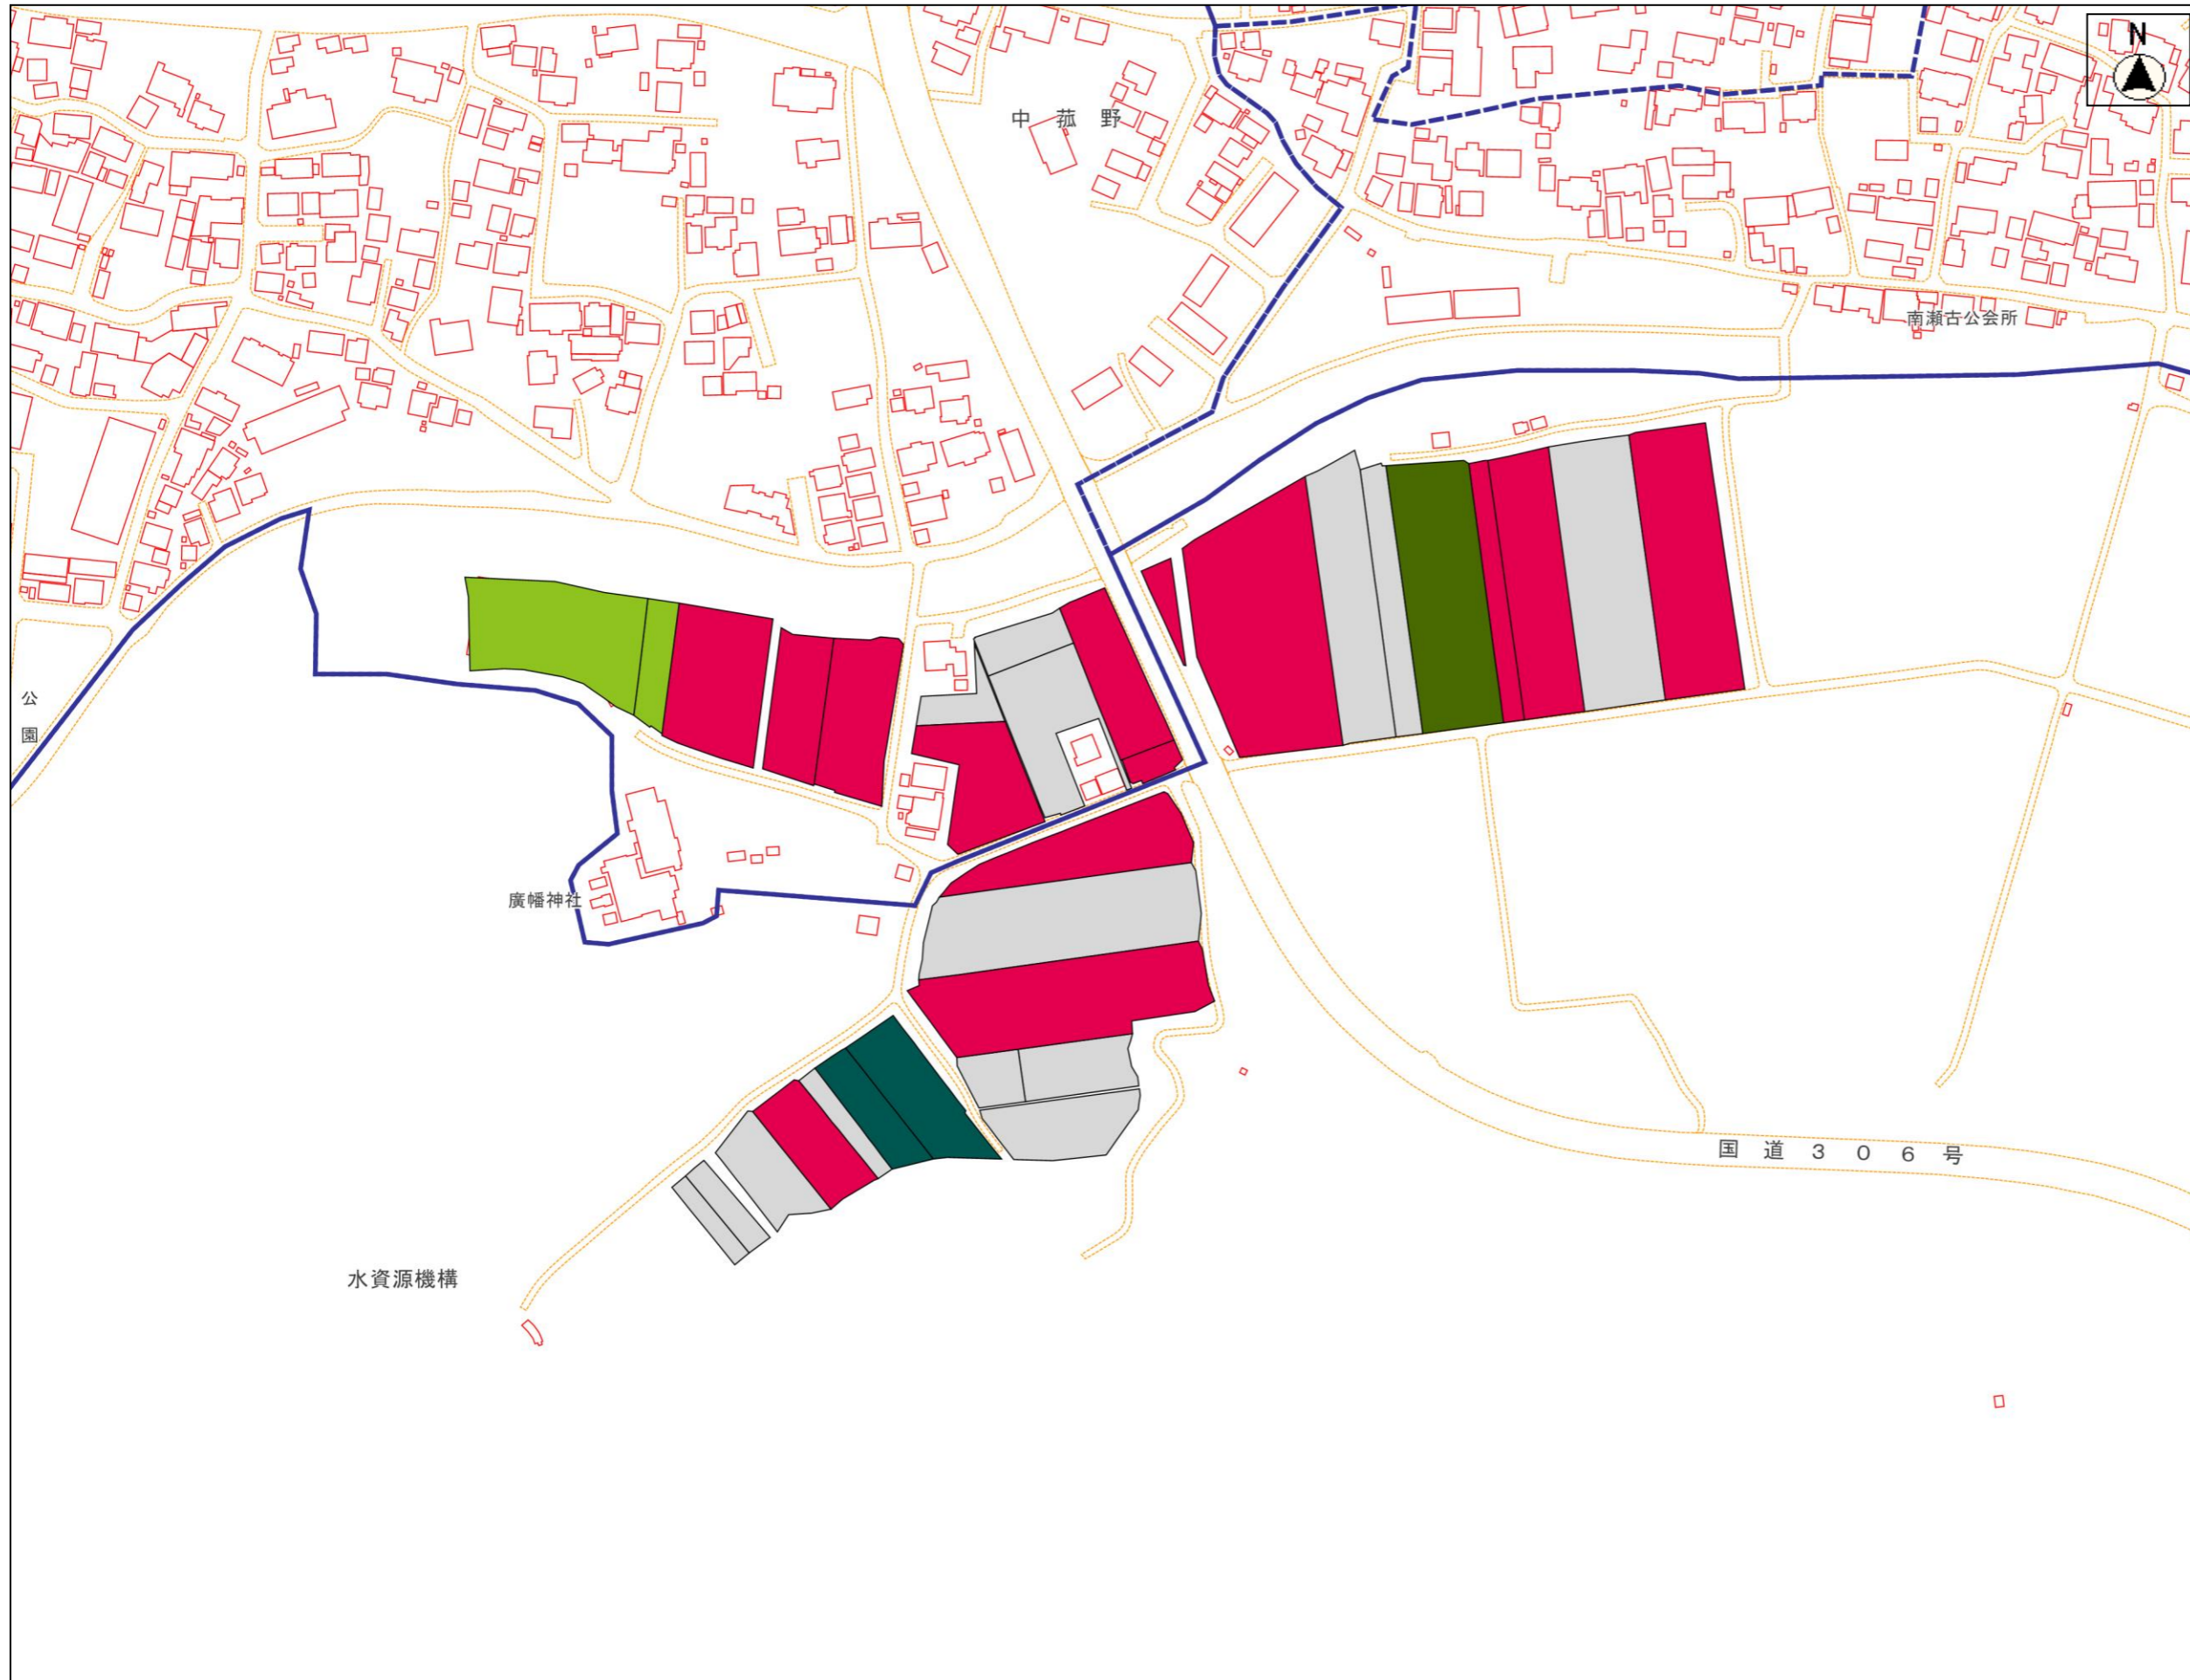 N
中菰野
南瀬古公会所
公
園
廣幡神社
国道306号
水資源機構